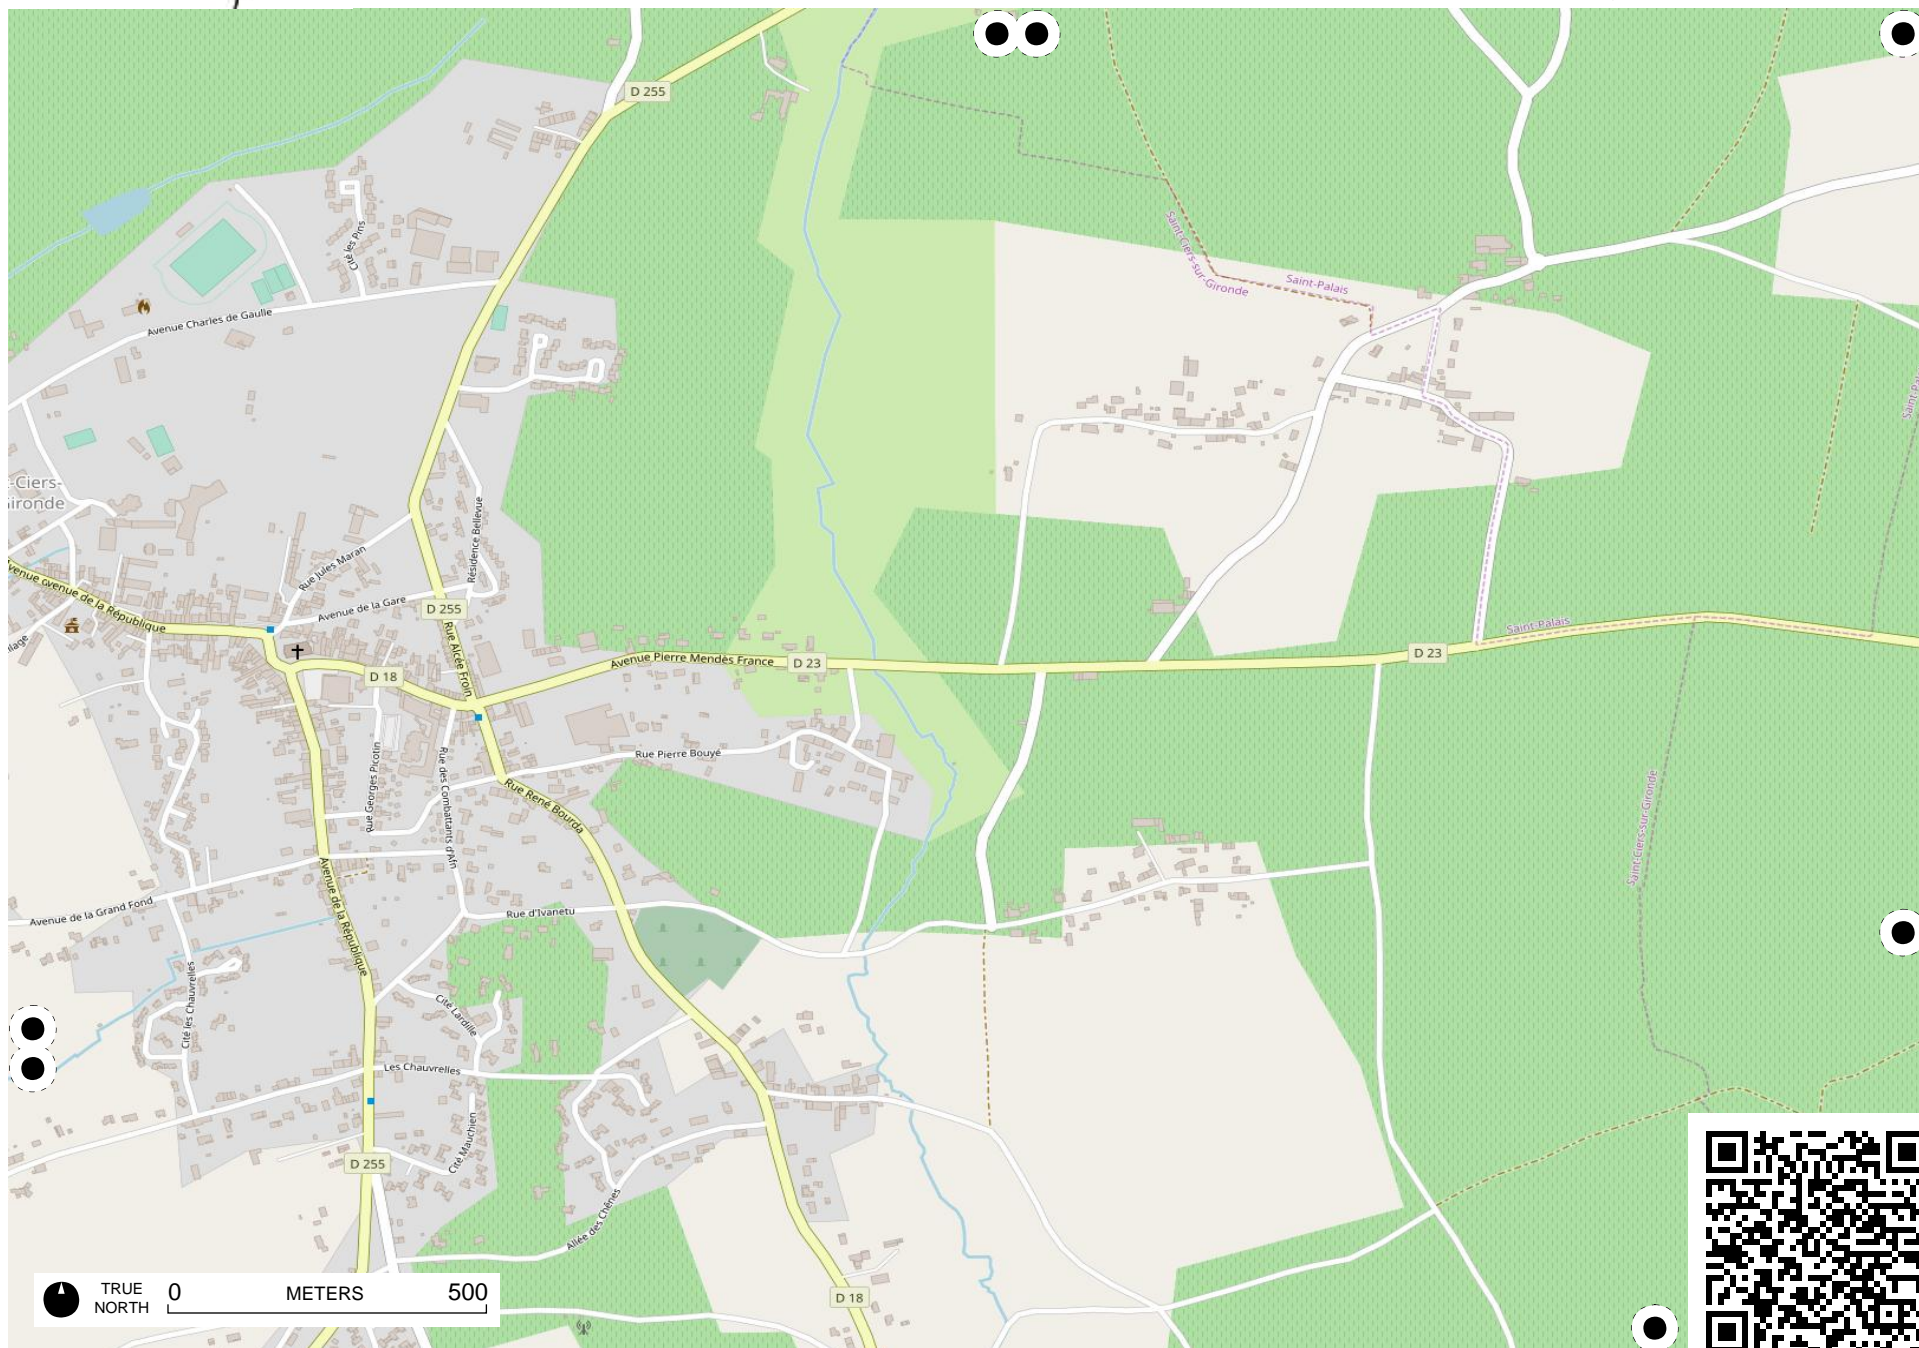 D 255
Cité les Pins
Saint-Ciers-sur-Gironde
Saint-Palais
Avenue Charles de Gaulle
-Ciers-
Gironde
Résidence Bellevue
Rue Jules Maran
Avenue de la Gare
D 255
Avenue de la République
Rue Alcée Froin
Saint-Palais
Avenue Pierre Mendès France
D 23
D 23
D 18
Rue Pierre Bouyé
Rue Georges Picotin
Rue des Combattants d'Afn
Rue René Bourda
Saint-Ciers-sur-Gironde
Avenue de la Grand Fond
Avenue de la République
Rue d'Ivanetu
Cité les Chauvrelles
Cité Lardille
Les Chauvrelles
Cité Mauchien
D 255
Allée des Chênes
D 18
TRUE
NORTH
0 METERS 500